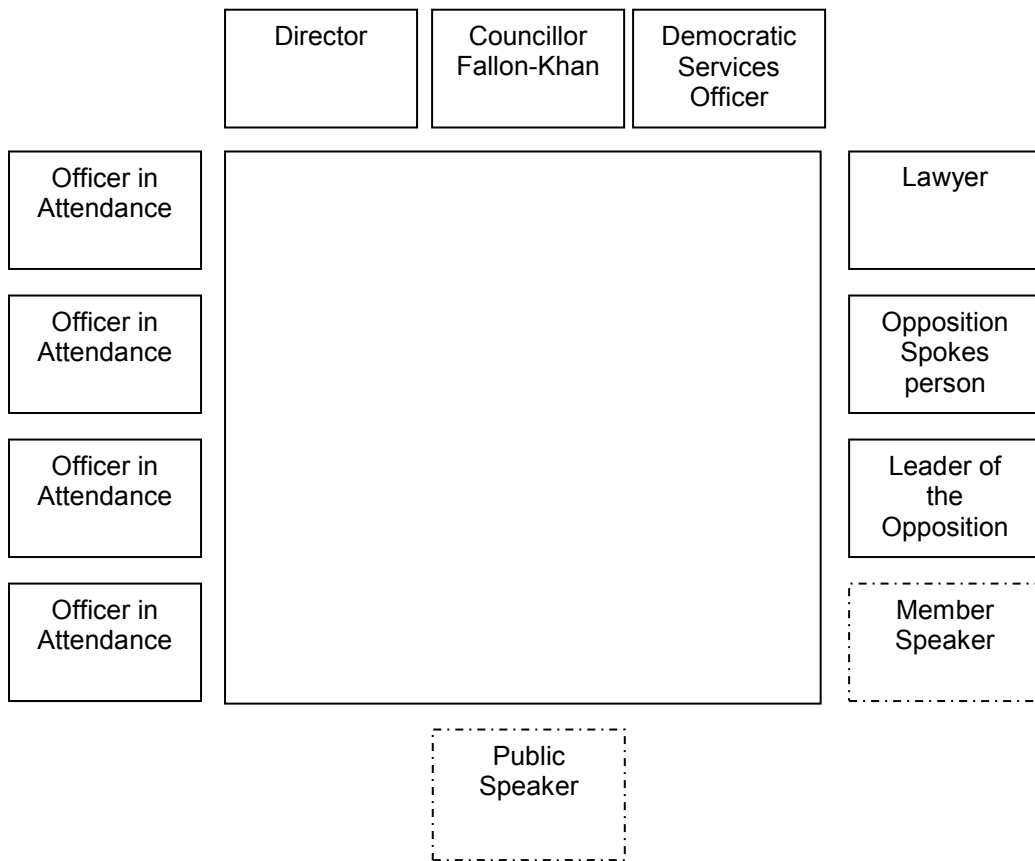 Director
Councillor
Fallon-Khan
Democratic
Services
Officer
Officer in
Attendance
Lawyer
Officer in
Attendance
Opposition
Spokes
person
Officer in
Attendance
Leader of
the
Opposition
Officer in
Attendance
Member
Speaker
Public
Speaker